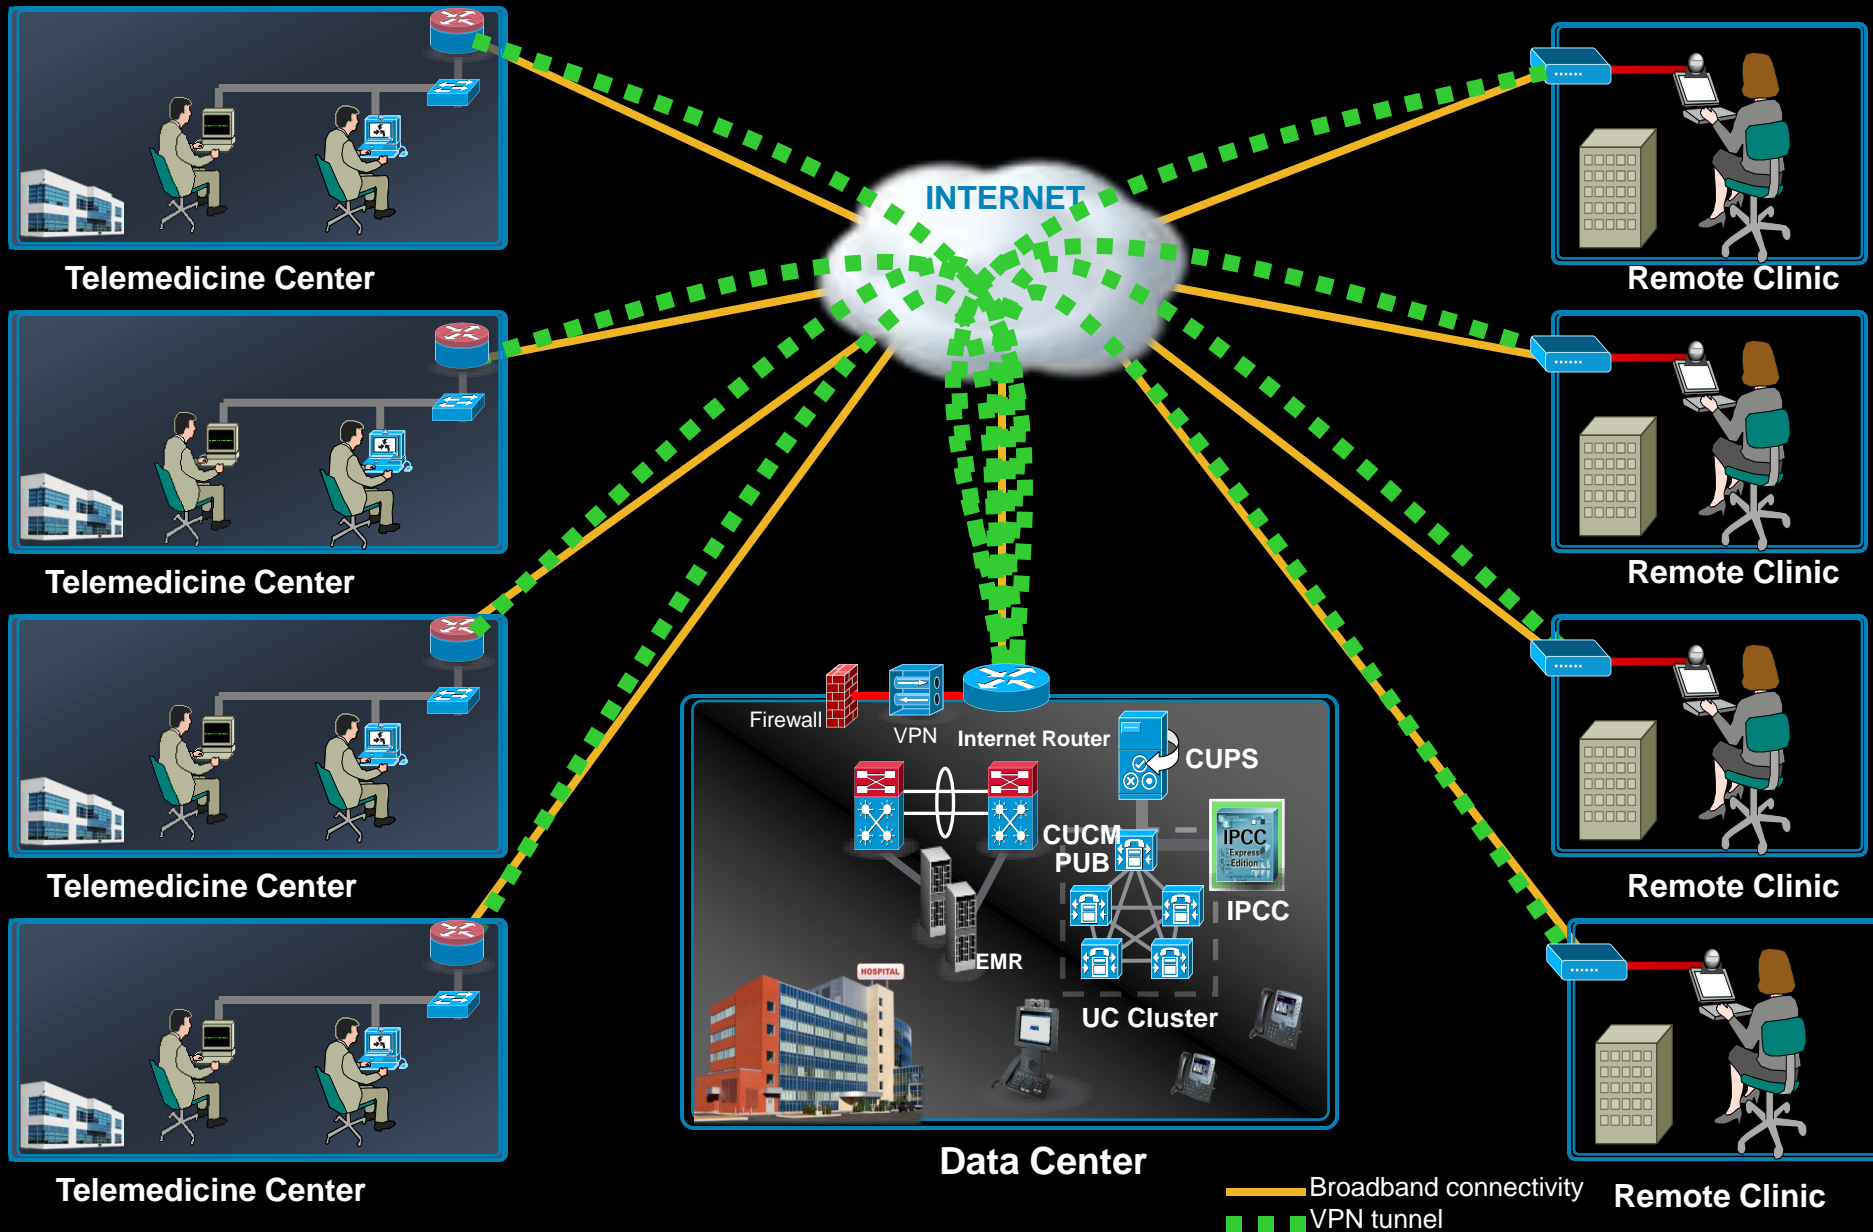 INTERNET
Telemedicine Center
Telemedicine Center
Telemedicine Center
Telemedicine Center
Remote Clinic
Remote Clinic
Remote Clinic
Remote Clinic
Firewall
VPN
Internet Router
CUPS
CUCM
PUB
IPCC
Express
Edition
IPCC
EMR
HOSPITAL
UC Cluster
Data Center
Broadband connectivity
VPN tunnel